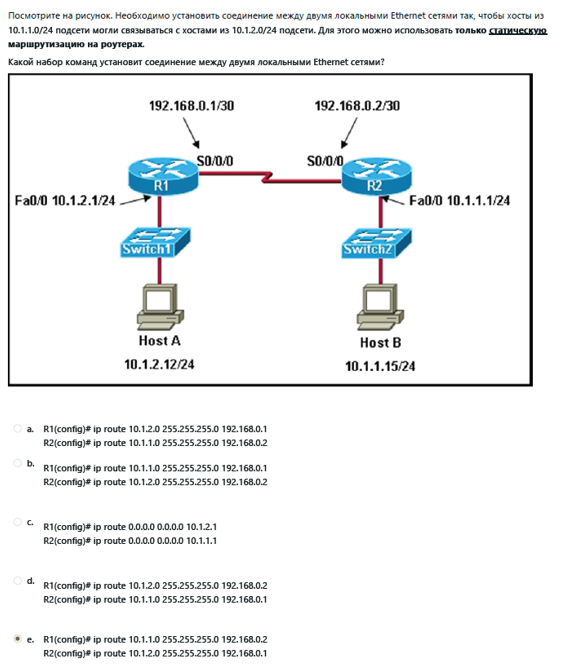 Посмотрите на рисунок. Необходимо установить соединение между двумя локальными Ethernet сетями так, чтобы хосты из
10.1.1.0/24 подсети могли связываться с хостами из 10.1.2.0/24 подсети. Для этого можно использовать только статическую
маршрутизацию на роутерах.
Какой набор команд установит соединение между двумя локальными Ethernet сетями?
192.168.0.1/30 192.168.0.2/30
S0/0/0 S0/0/0
R1 R2
Fa0/0 10.1.2.1/24 Fa0/0 10.1.1.1/24
Switch1 Switch2
Host A Host B
10.1.2.12/24 10.1.1.15/24
a. R1(config)# ip route 10.1.2.0 255.255.255.0 192.168.0.1
R2(config)# ip route 10.1.1.0 255.255.255.0 192.168.0.2
b. R1(config)# ip route 10.1.1.0 255.255.255.0 192.168.0.1
R2(config)# ip route 10.1.2.0 255.255.255.0 192.168.0.2
c. R1(config)# ip route 0.0.0.0 0.0.0.0 10.1.2.1
R2(config)# ip route 0.0.0.0 0.0.0.0 10.1.1.1
d. R1(config)# ip route 10.1.2.0 255.255.255.0 192.168.0.2
R2(config)# ip route 10.1.1.0 255.255.255.0 192.168.0.1
e. R1(config)# ip route 10.1.1.0 255.255.255.0 192.168.0.2
R2(config)# ip route 10.1.2.0 255.255.255.0 192.168.0.1